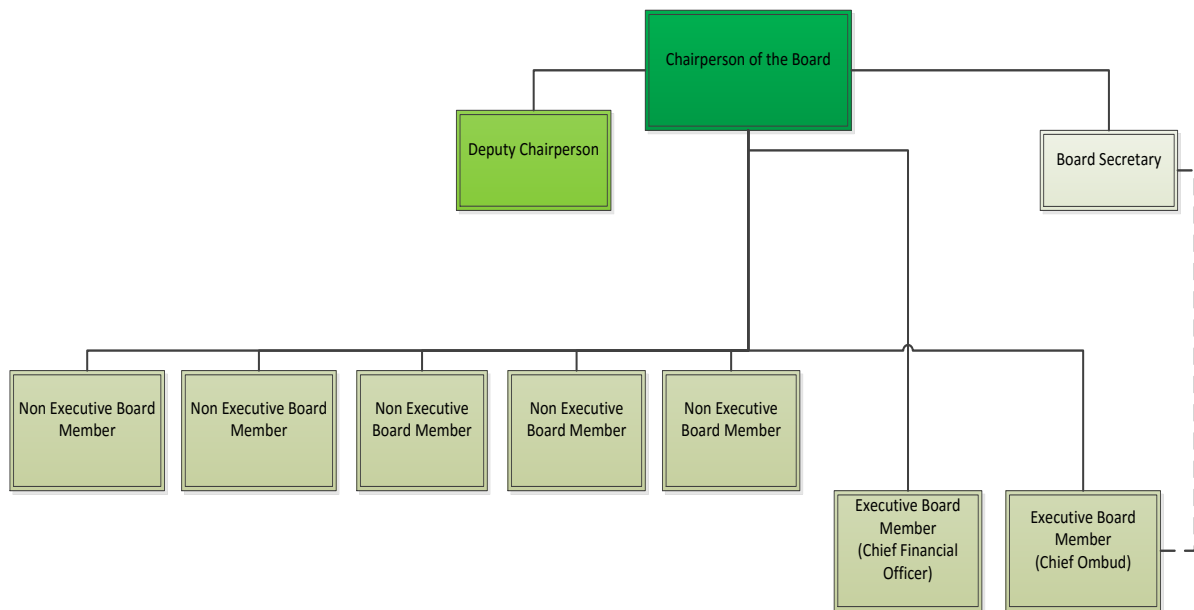 Chairperson of the Board
Deputy Chairperson
Board Secretary
Non Executive Board
Member
Non Executive Board
Member
Non Executive
Board Member
Non Executive
Board Member
Non Executive
Board Member
Executive Board
Member
(Chief Financial
Officer)
Executive Board
Member
(Chief Ombud)